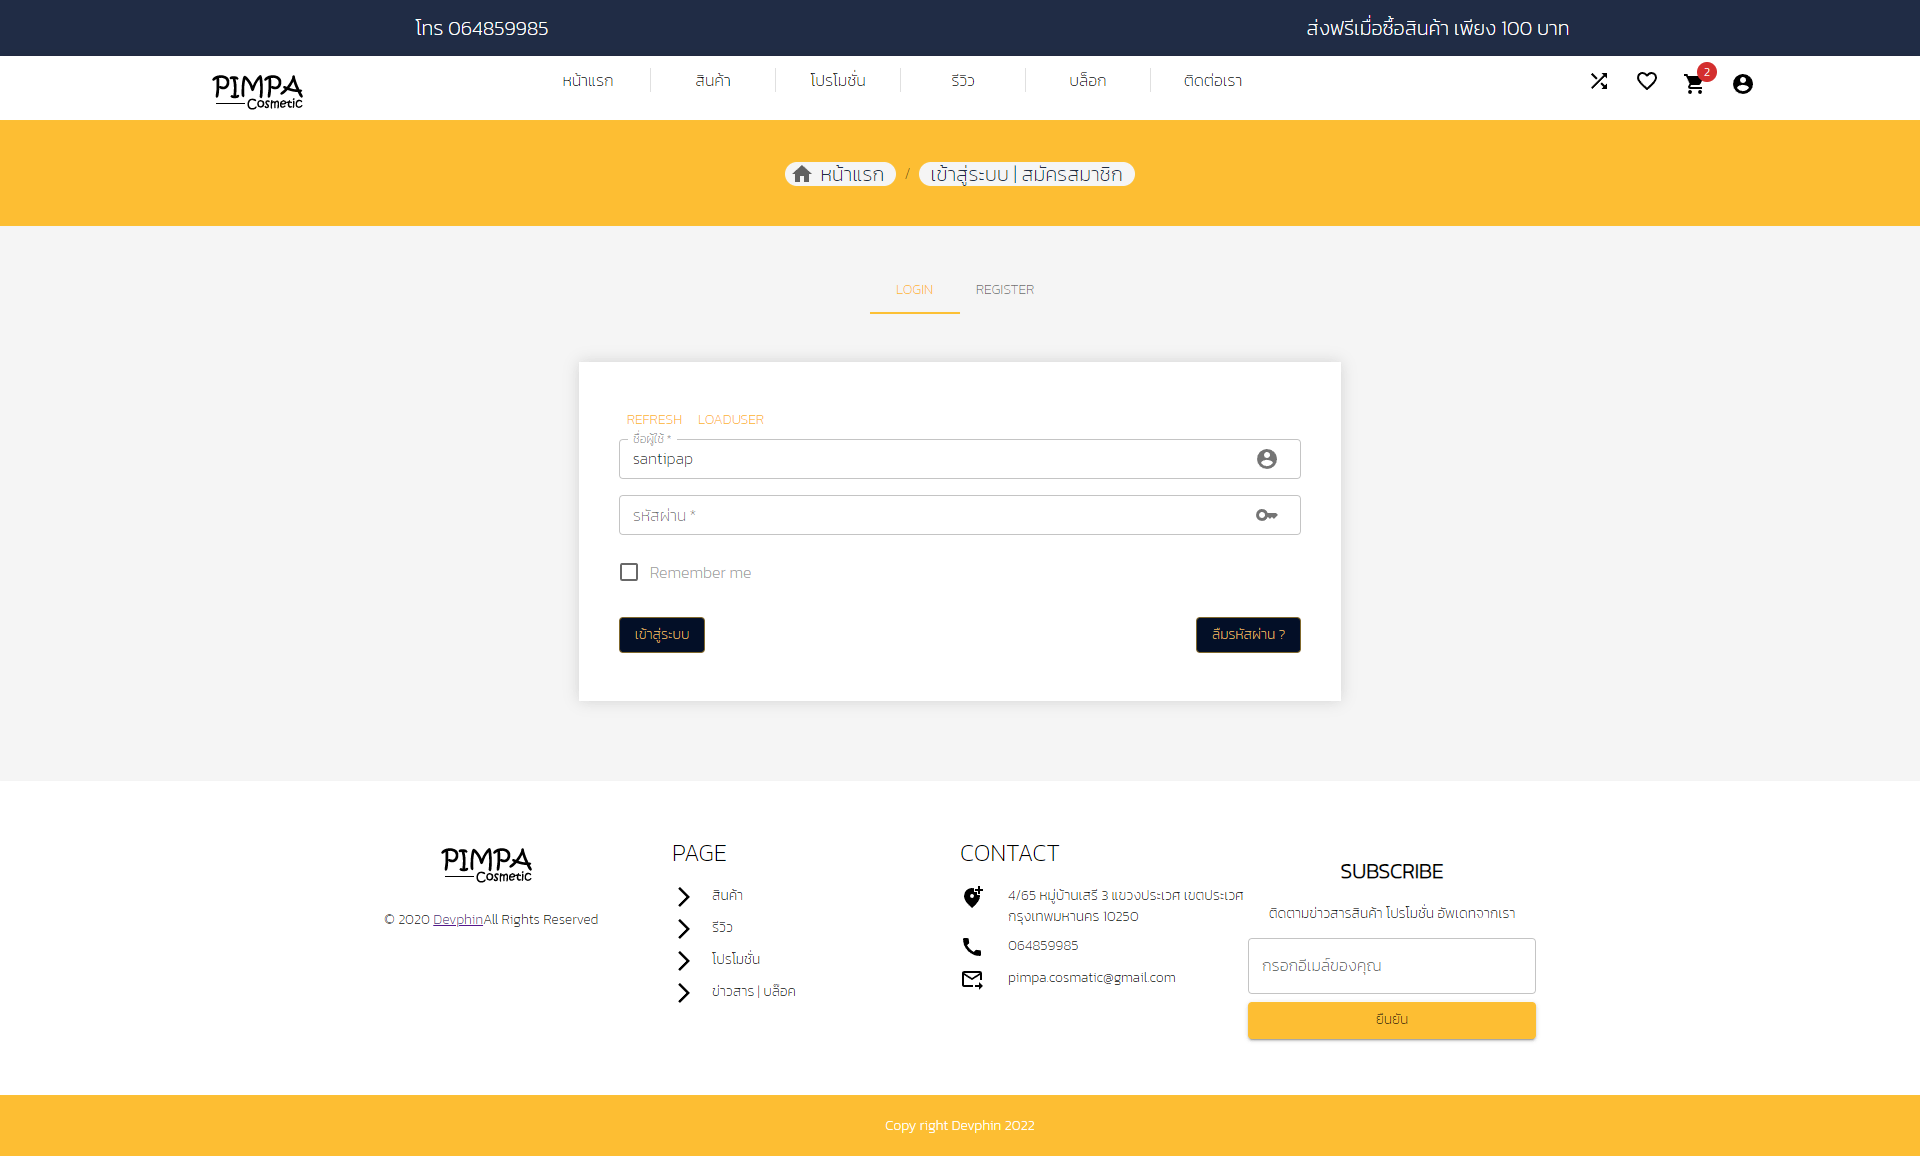 โทร 064859985
ส่งฟรีเมื่อซื้อสินค้า เพียง 100 บาท
PIMPA
Cosmetic
หน้าแรก
สินค้า
โปรโมชั่น
รีวิว
บล็อก
ติดต่อเรา
2
หน้าแรก / เข้าสู่ระบบ | สมัครสมาชิก
LOGIN
REGISTER
REFRESH
LOADUSER
ชื่อผู้ใช้ *
santipap
รหัสผ่าน *
Remember me
เข้าสู่ระบบ
ลืมรหัสผ่าน ?
PIMPA
Cosmetic
© 2020 DevphinAll Rights Reserved
PAGE
สินค้า
รีวิว
โปรโมชั่น
ข่าวสาร | บล๊อค
CONTACT
4/65 หมู่บ้านเสรี 3 แขวงประเวศ เขตประเวศ
กรุงเทพมหานคร 10250
064859985
pimpa.cosmatic@gmail.com
SUBSCRIBE
ติดตามข่าวสารสินค้า โปรโมชั่น อัพเดทจากเรา
กรอกอีเมล์ของคุณ
ยืนยัน
Copy right Devphin 2022